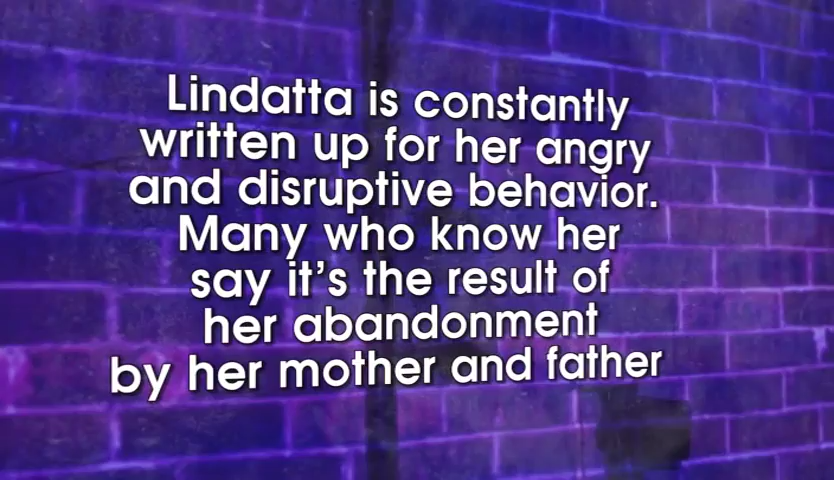 Lindatta is constantly
written up for her angry
and disruptive behavior.
Many who know her
say it's the result of
her abandonment
by her mother and father